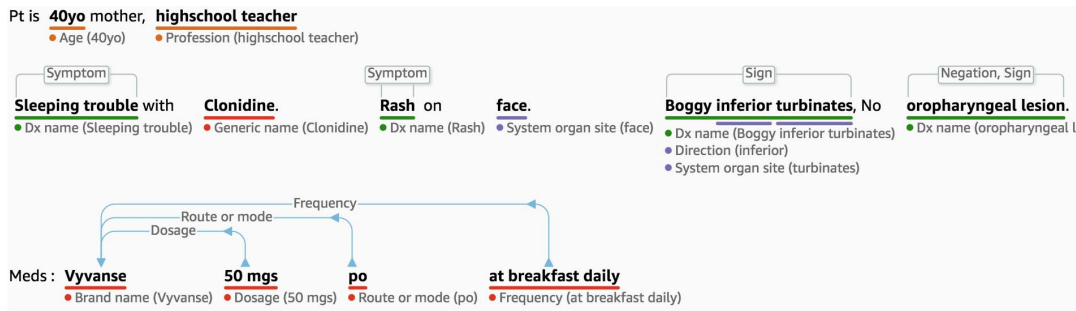 Pt is 40yo mother, highschool teacher
Age (40yo) Profession (highschool teacher)
Symptom Symptom Sign Negation, Sign
Sleeping trouble with Clonidine. Rash on face. Boggy inferior turbinates, No oropharyngeal lesion.
Dx name (Sleeping trouble) Generic name (Clonidine) Dx name (Rash) System organ site (face) Dx name (Boggy inferior turbinates) Dx name (oropharyngeal l
Direction (inferior)
System organ site (turbinates)
Frequency
Route or mode
Dosage
Meds : Vyvanse 50 mgs po at breakfast daily
Brand name (Vyvanse) Dosage (50 mgs) Route or mode (po) Frequency (at breakfast daily)